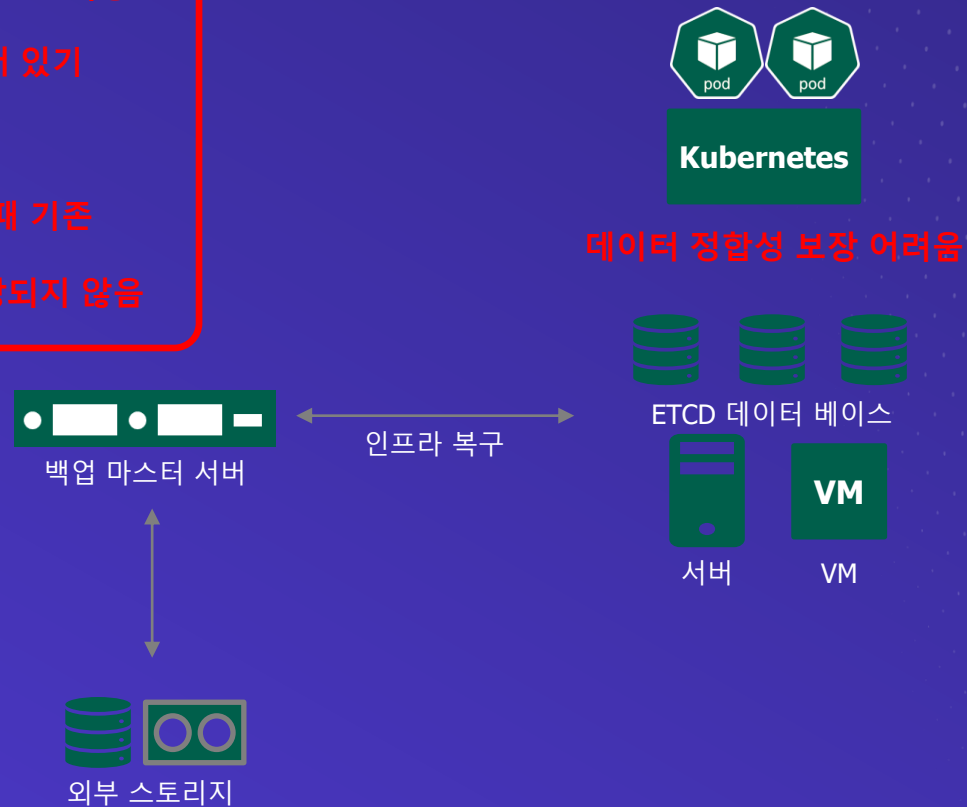 있기
때 기존
되지 않음
pod
pod
Kubernetes
데이터 정합성 보장 어려움
ETCD 데이터 베이스
백업 마스터 서버
인프라 복구
VM
서버
VM
외부 스토리지